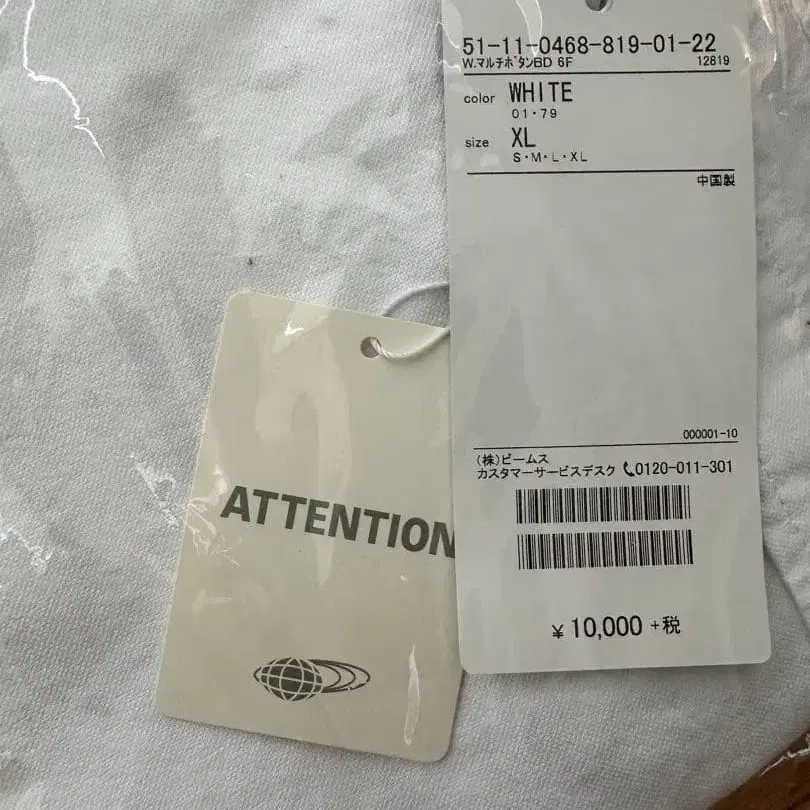 51-11-0468-819-01-22
W.マルチボタンBD 6F 12819
color WHITE
01・79
size XL
S・M・L・XL
中国製
000001-10
(株)ビームス
カスタマーサービスデスク 0120-011-301
¥ 10,000 +税
ATTENTION